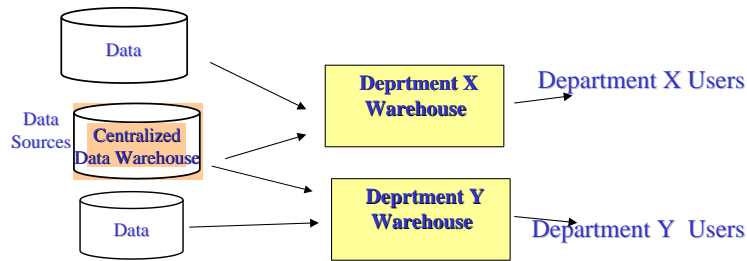 Data
Deprtment X
Warehouse
Department X Users
Data
Sources
Centralized
Data Warehouse
Deprtment Y
Warehouse
Data
Department Y Users